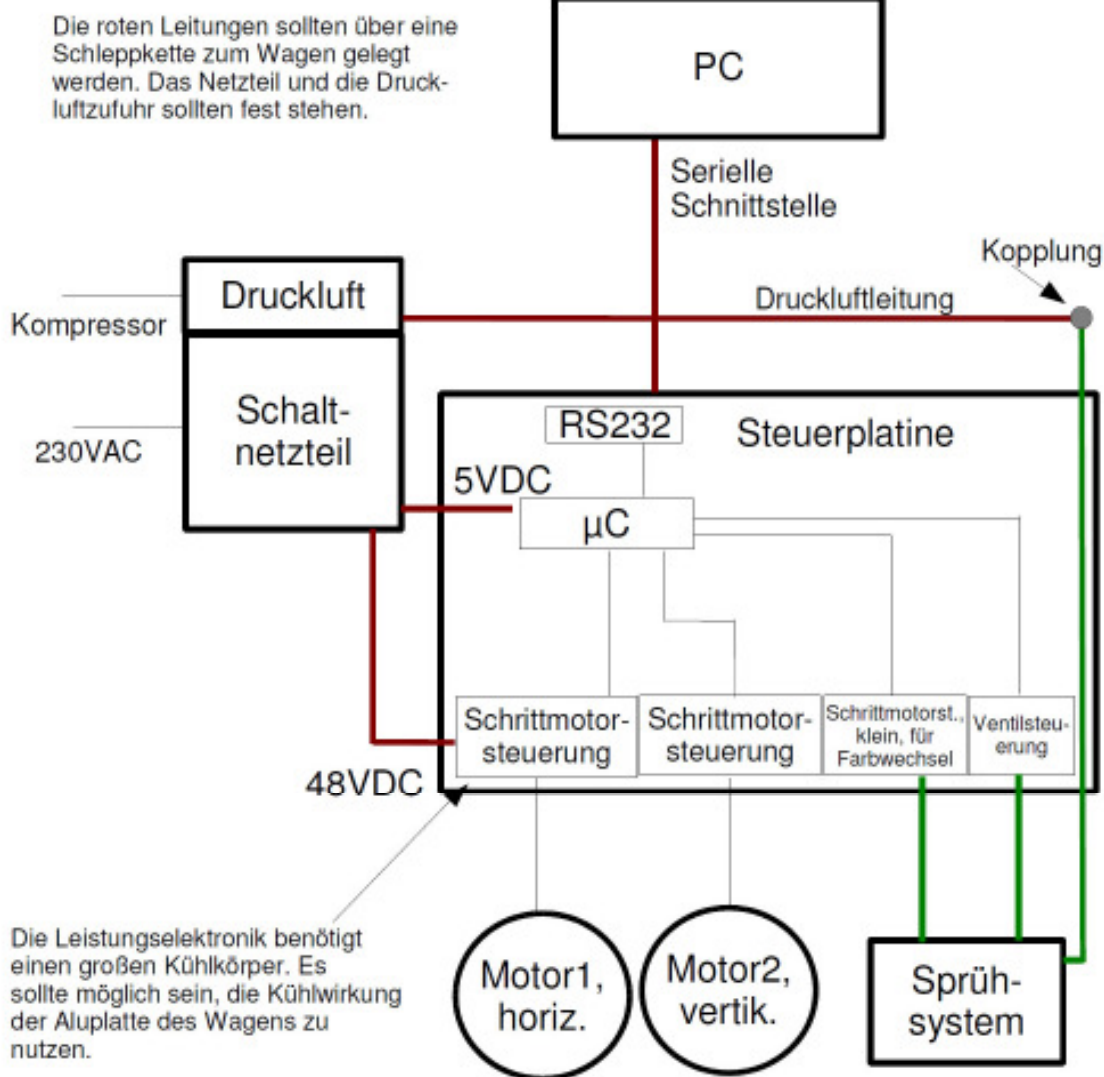 Die roten Leitungen sollten über eine
Schleppkette zum Wagen gelegt
werden. Das Netzteil und die Druck-
luftzufuhr sollten fest stehen.
PC
Serielle
Schnittstelle
Kopplung
Druckluft
Druckluftleitung
Kompressor
Schalt-
netzteil
230VAC
RS232
Steuerplatine
5VDC
µC
Schrittmotor-
steuerung
Schrittmotor-
steuerung
Schrittmotorst.,
klein, für
Farbwechsel
Ventilsteu-
erung
48VDC
Die Leistungselektronik benötigt
einen großen Kühlkörper. Es
sollte möglich sein, die Kühlwirkung
der Aluplatte des Wagens zu
nutzen.
Motor1,
horiz.
Motor2,
vertik.
Sprüh-
system